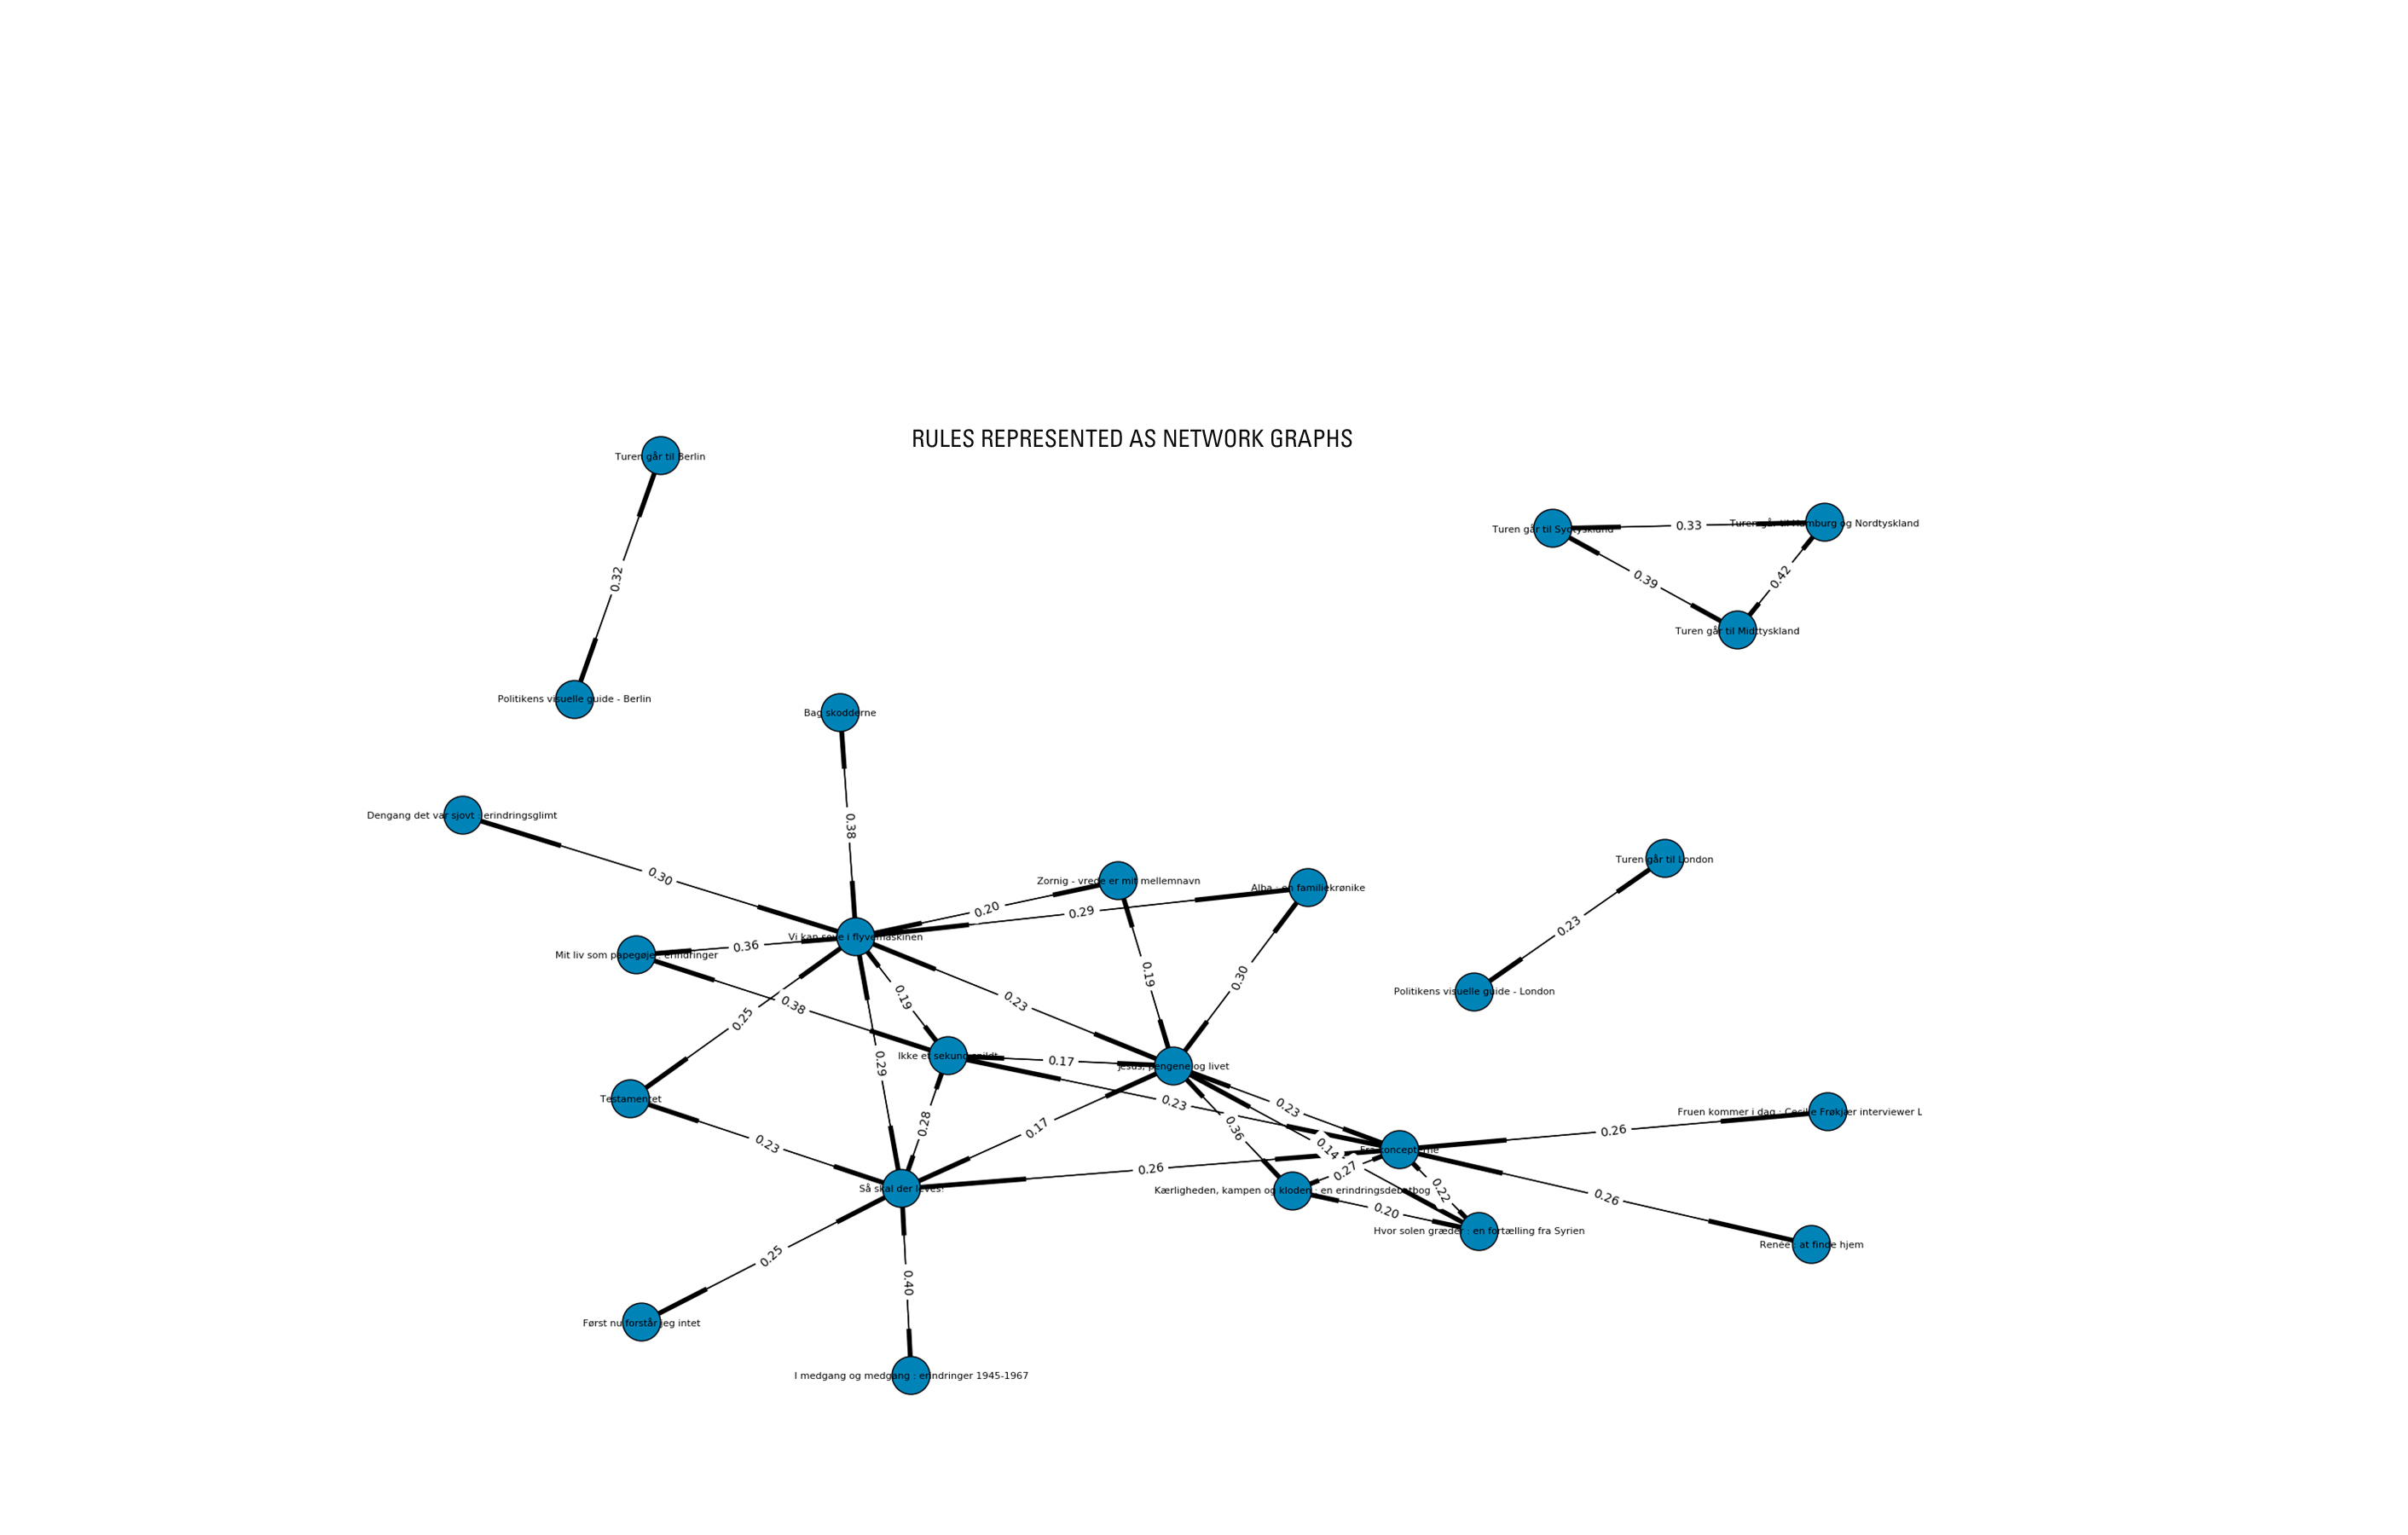 RULES REPRESENTED AS NETWORK GRAPHS
Turen går til Berlin
Turen går til Sydtyskland
0.33
Turen går til Hamburg og Nordtyskland
0.32
0.39
0.42
Turen går til Midttyskland
Politikens visuelle guide - Berlin
Bag skodderne
Dengang det var sjovt : erindringsglimt
0.38
Turen går til London
0.30
Zornig - vrede er mit mellemnavn
Alba : en familiekrønike
0.20
0.29
0.23
Vi kan sove i flyvemaskinen
0.36
Mit liv som papegøje : erindringer
0.19
0.19
0.30
Politikens visuelle guide - London
0.38
0.23
0.25
Ikke et sekund spildt
0.29
0.17
Jesus, pengene og livet
Testamentet
0.23
0.23
Fruen kommer i dag : Cecilie Frøkjær interviewer L
0.28
0.17
0.36
0.26
0.23
0.14
Fra concepterne
0.26
0.27
Så skal der leves!
Kærligheden, kampen og kloden : en erindringsdebatbog
0.22
0.26
0.20
Hvor solen græder : en fortælling fra Syrien
Renée : at finde hjem
0.25
0.40
Først nu forstår jeg intet
I medgang og medgang : erindringer 1945-1967